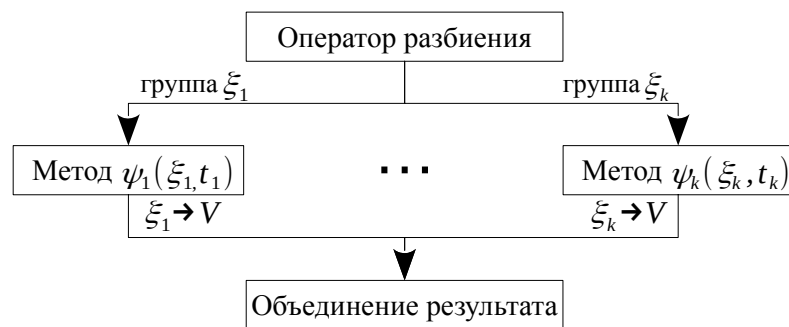 Оператор разбиения
группа ξ₁ группа ξₖ
Метод ψ₁(ξ₁,t₁) ... Метод ψₖ(ξₖ,tₖ)
ξ₁→V ξₖ→V
Объединение результата